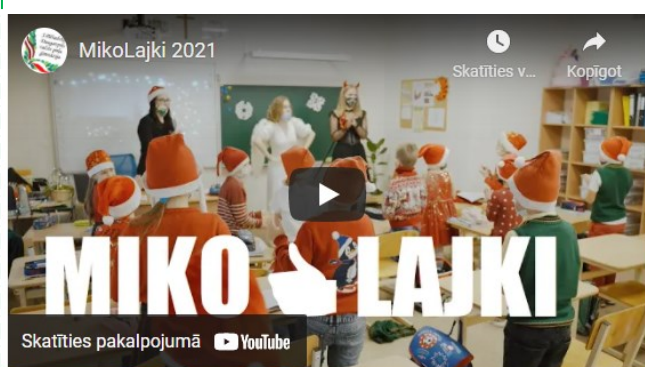 MikoLajki 2021
Skatīties v...
Kopīgot
MIKO LAJKI
Skatīties pakalpojumā YouTube